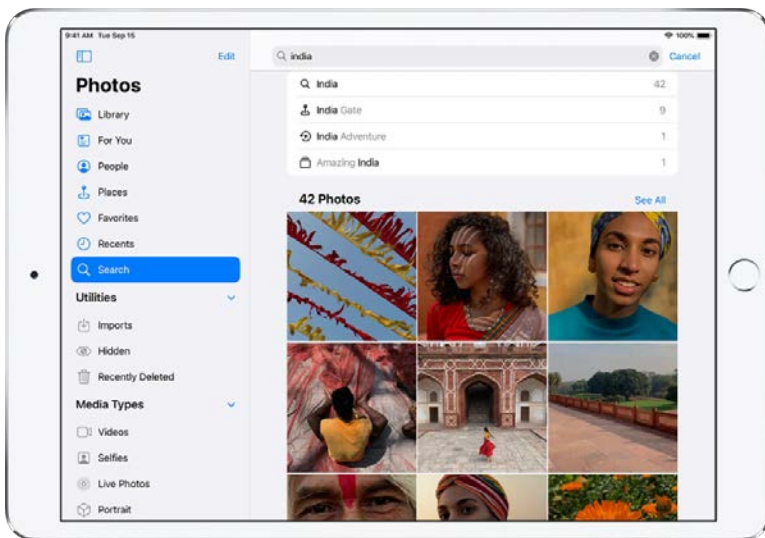 9:41 AM Tue Sep 15
100%
Edit
Photos
Library
For You
People
Places
Favorites
Recents
Search
Utilities
Imports
Hidden
Recently Deleted
Media Types
Videos
Selfies
Live Photos
Portrait
india
Cancel
India 42
India Gate 9
India Adventure 1
Amazing India 1
42 Photos See All